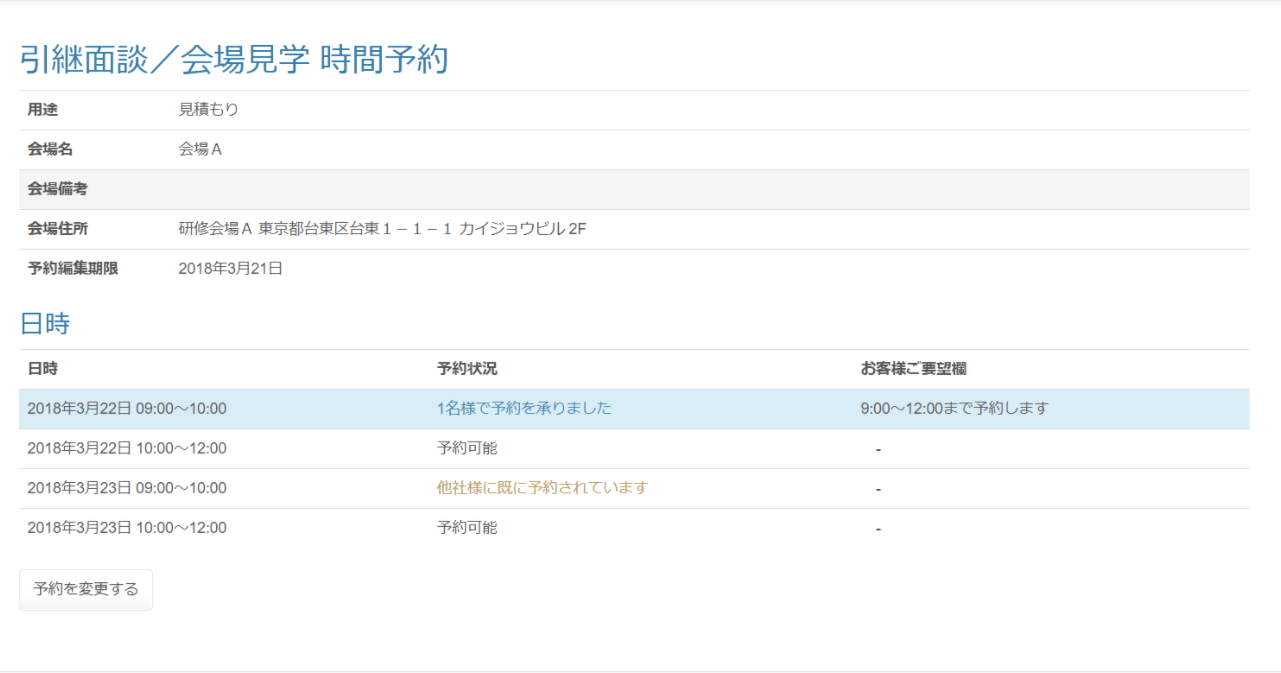 引継面談／会場見学 時間予約
用途 見積もり
会場名 会場Ａ
会場備考
会場住所 研修会場Ａ 東京都台東区台東１－１－１ カイジョウビル2F
予約編集期限 2018年3月21日
日時
日時 予約状況 お客様ご要望欄
2018年3月22日 09:00～10:00 1名様で予約を承りました 9:00～12:00まで予約します
2018年3月22日 10:00～12:00 予約可能 -
2018年3月23日 09:00～10:00 他社様に既に予約されています -
2018年3月23日 10:00～12:00 予約可能 -
予約を変更する